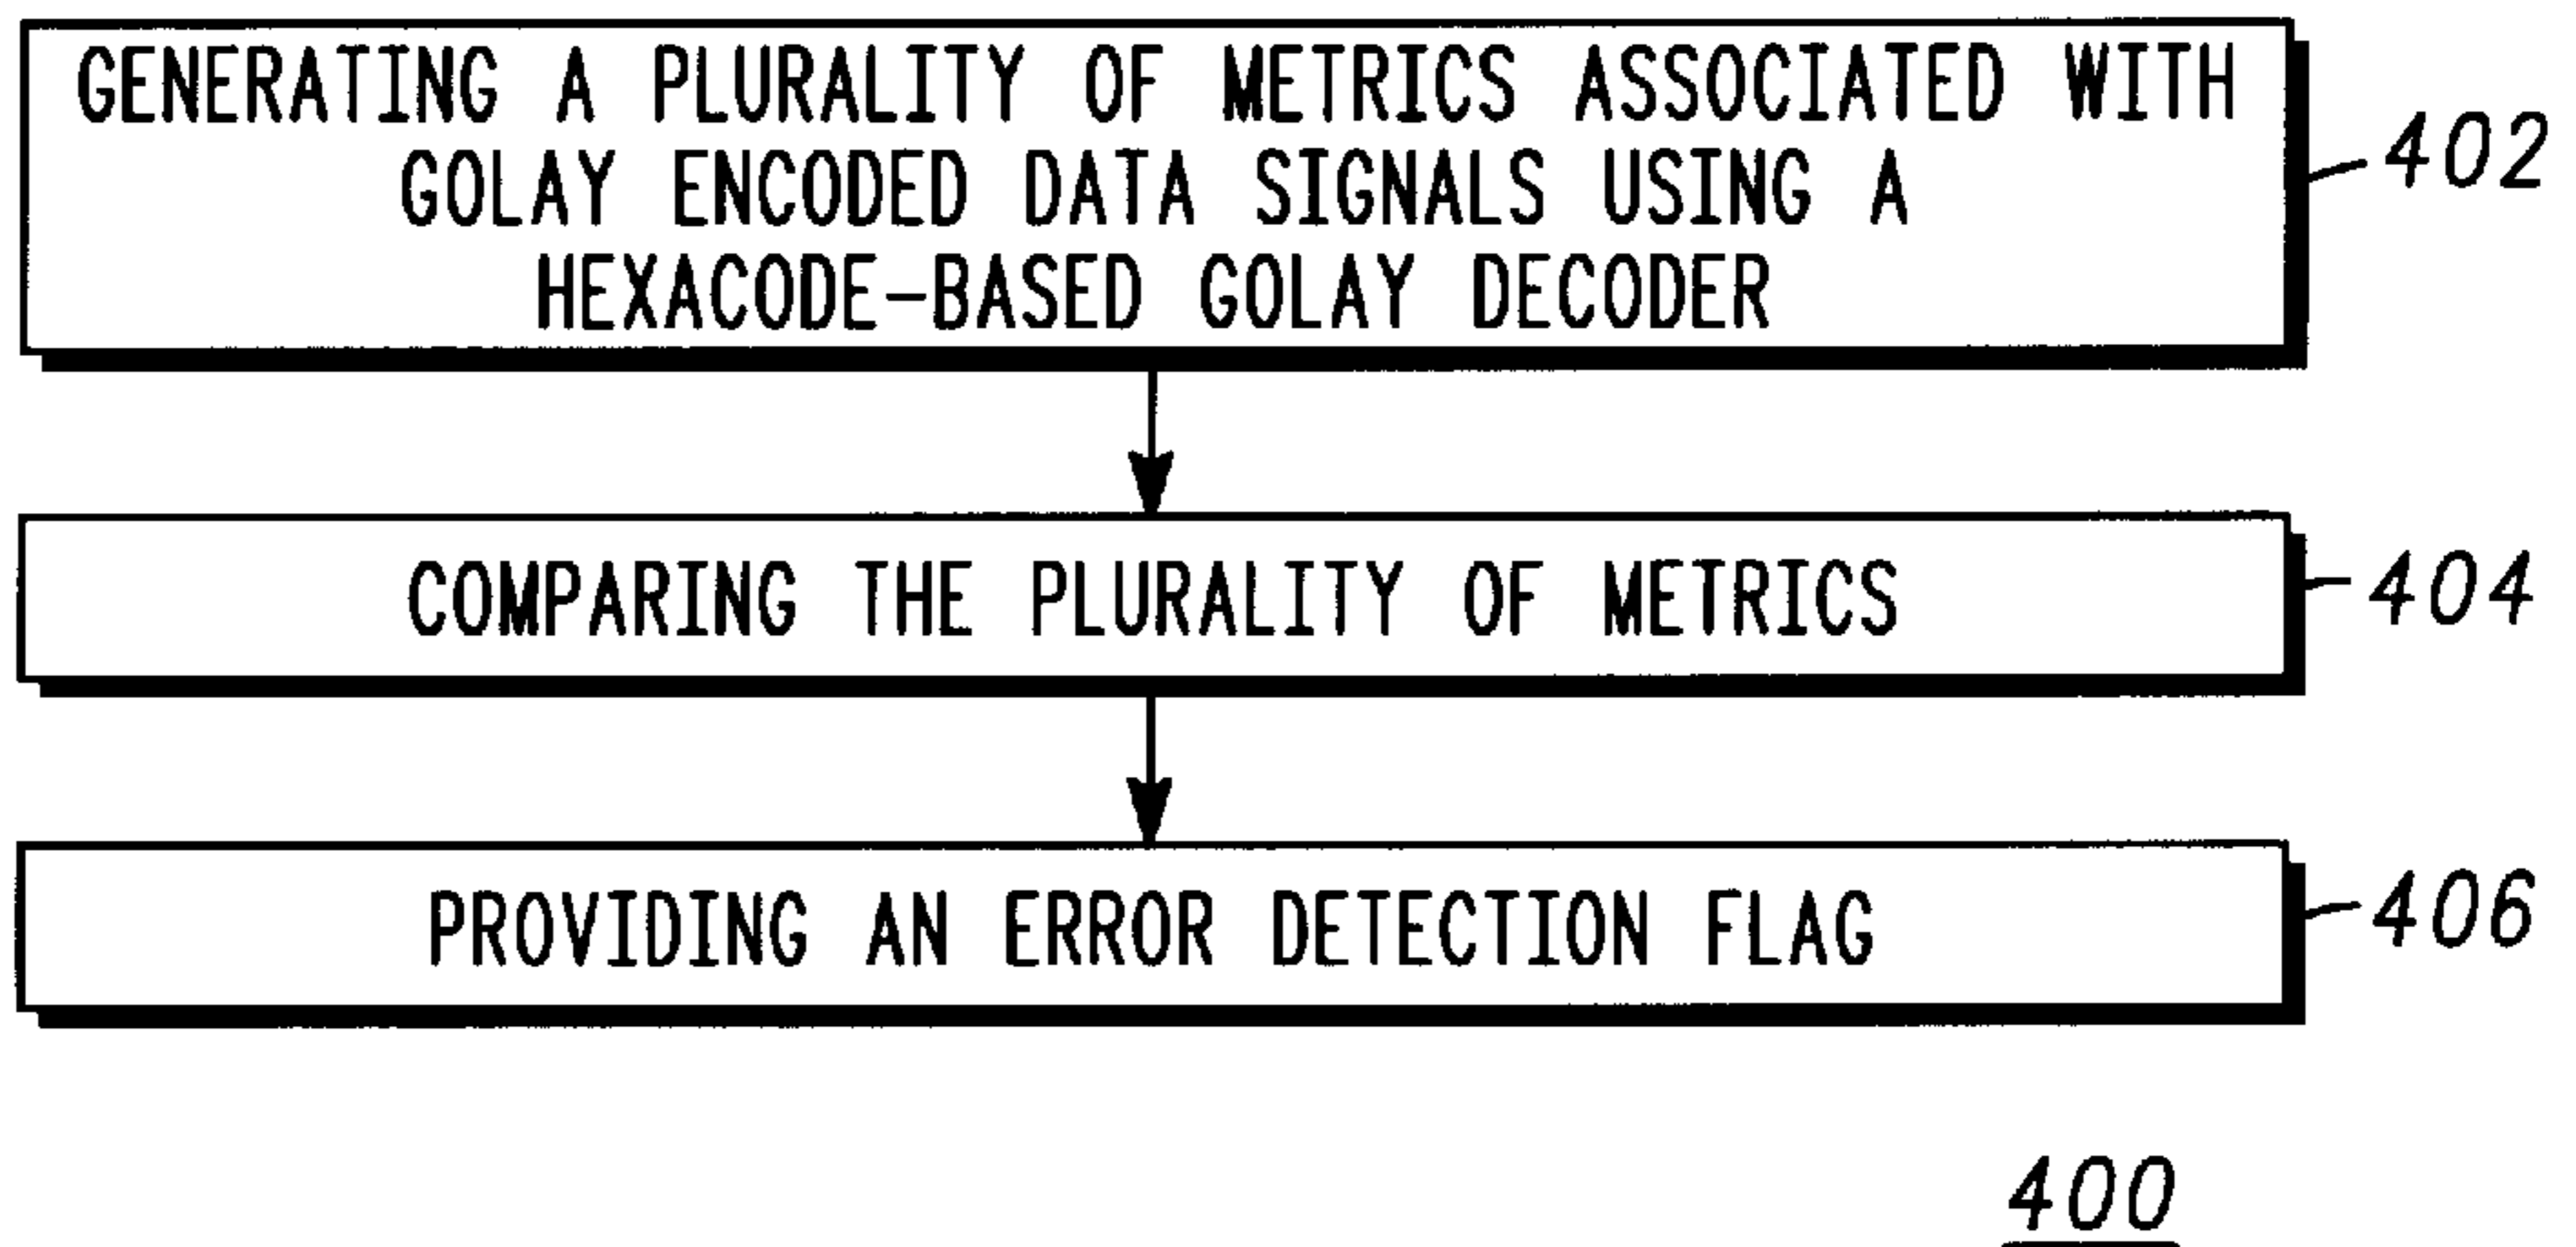 GENERATING A PLURALITY OF METRICS ASSOCIATED WITH
GOLAY ENCODED DATA SIGNALS USING A
HEXACODE-BASED GOLAY DECODER
402
COMPARING THE PLURALITY OF METRICS
404
PROVIDING AN ERROR DETECTION FLAG
406
400